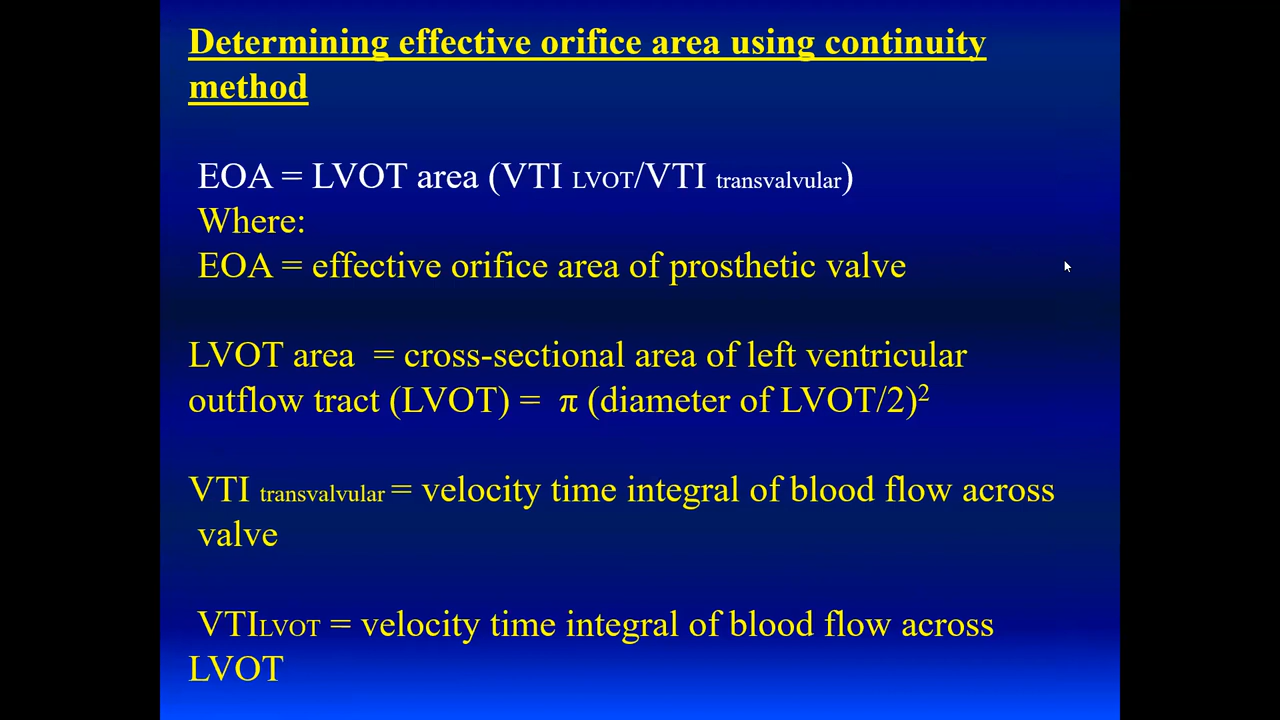 Determining effective orifice area using continuity
method
EOA = LVOT area (VTI LVOT/VTI transvalvular)
Where:
EOA = effective orifice area of prosthetic valve
LVOT area = cross-sectional area of left ventricular
outflow tract (LVOT) = π (diameter of LVOT/2)²
VTI transvalvular = velocity time integral of blood flow across
valve
VTILVOT = velocity time integral of blood flow across
LVOT